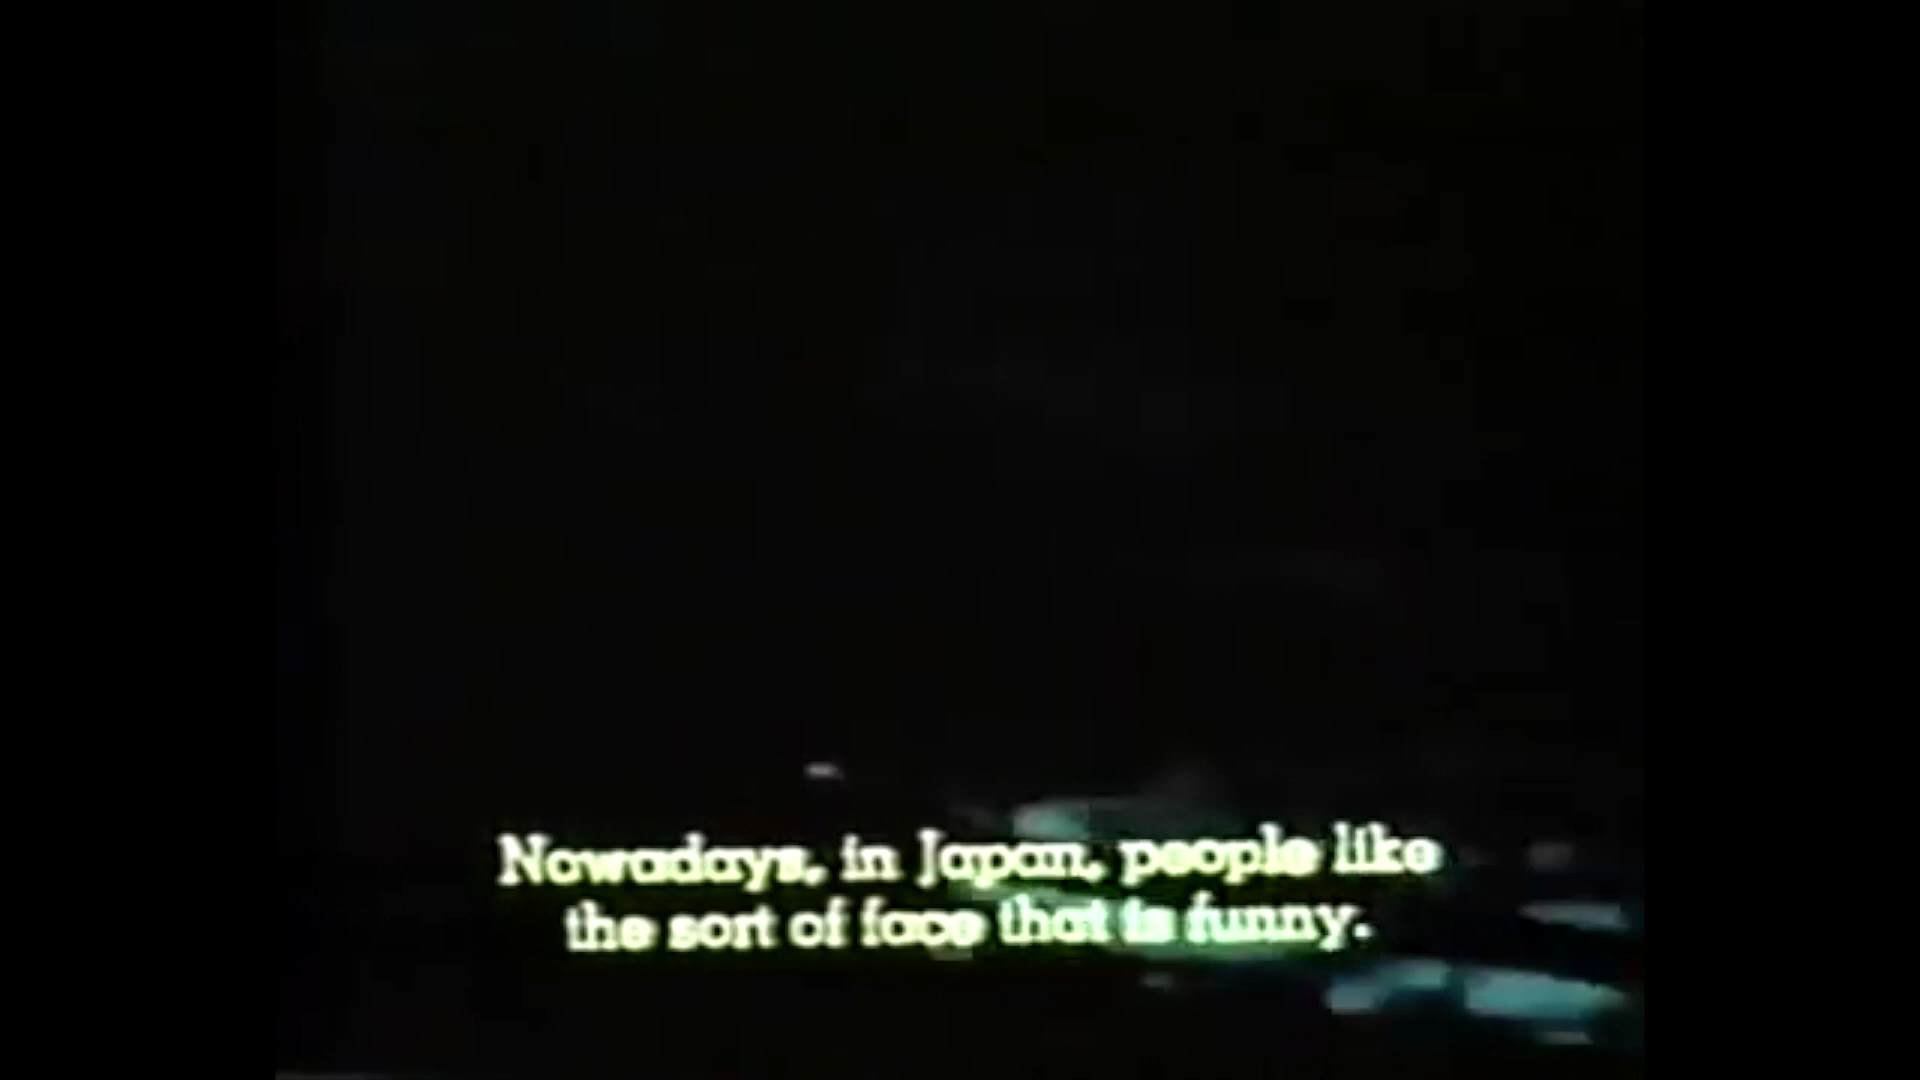 Nowadays, in Japan, people like
the sort of face that is funny.